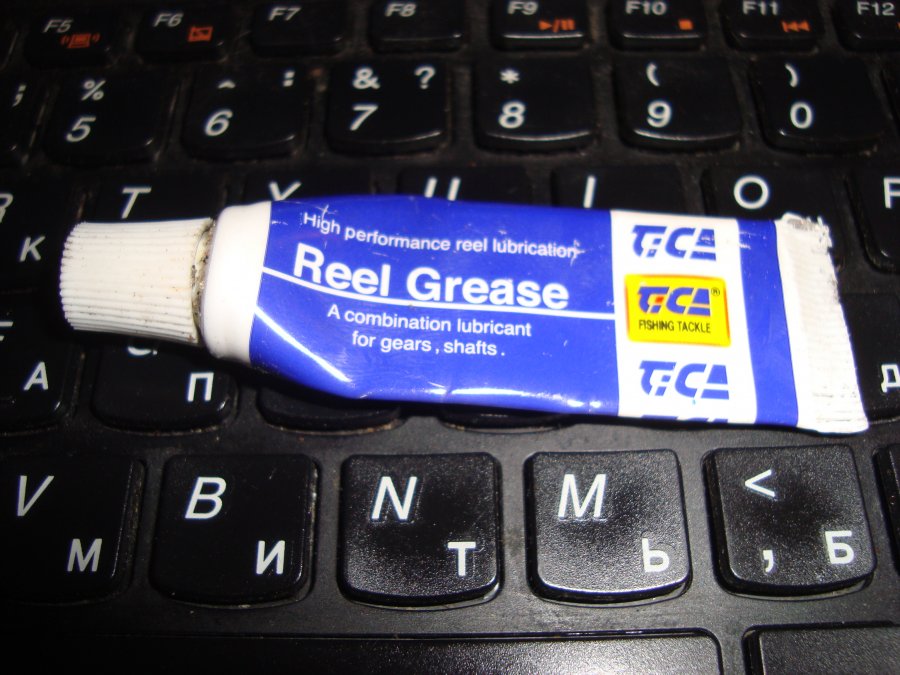 F5 F6 F7 F8 F9 F10 F11 F12
% ^ : & ? * ( )
5 6 7 8 9 0
T I O
К
High performance reel lubrication
Reel Grease
A combination lubricant
for gears, shafts.
TiCA
TiCA®
FISHING TACKLE
TiCA
А П
V B N M <
М И Т Ь , Б